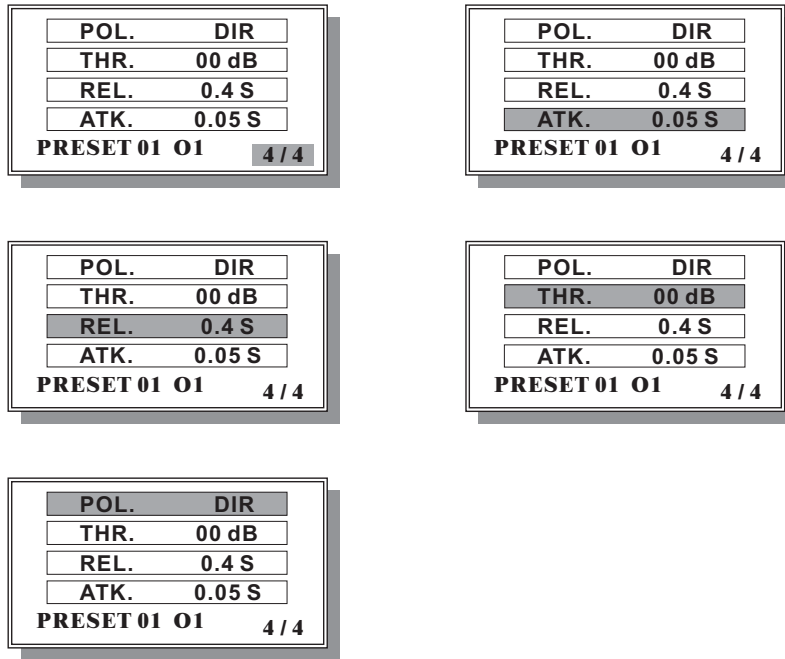 POL. DIR
THR. 00 dB
REL. 0.4 S
ATK. 0.05 S
PRESET 01 O1 4 / 4
POL. DIR
THR. 00 dB
REL. 0.4 S
ATK. 0.05 S
PRESET 01 O1 4 / 4
POL. DIR
THR. 00 dB
REL. 0.4 S
ATK. 0.05 S
PRESET 01 O1 4 / 4
POL. DIR
THR. 00 dB
REL. 0.4 S
ATK. 0.05 S
PRESET 01 O1 4 / 4
POL. DIR
THR. 00 dB
REL. 0.4 S
ATK. 0.05 S
PRESET 01 O1 4 / 4